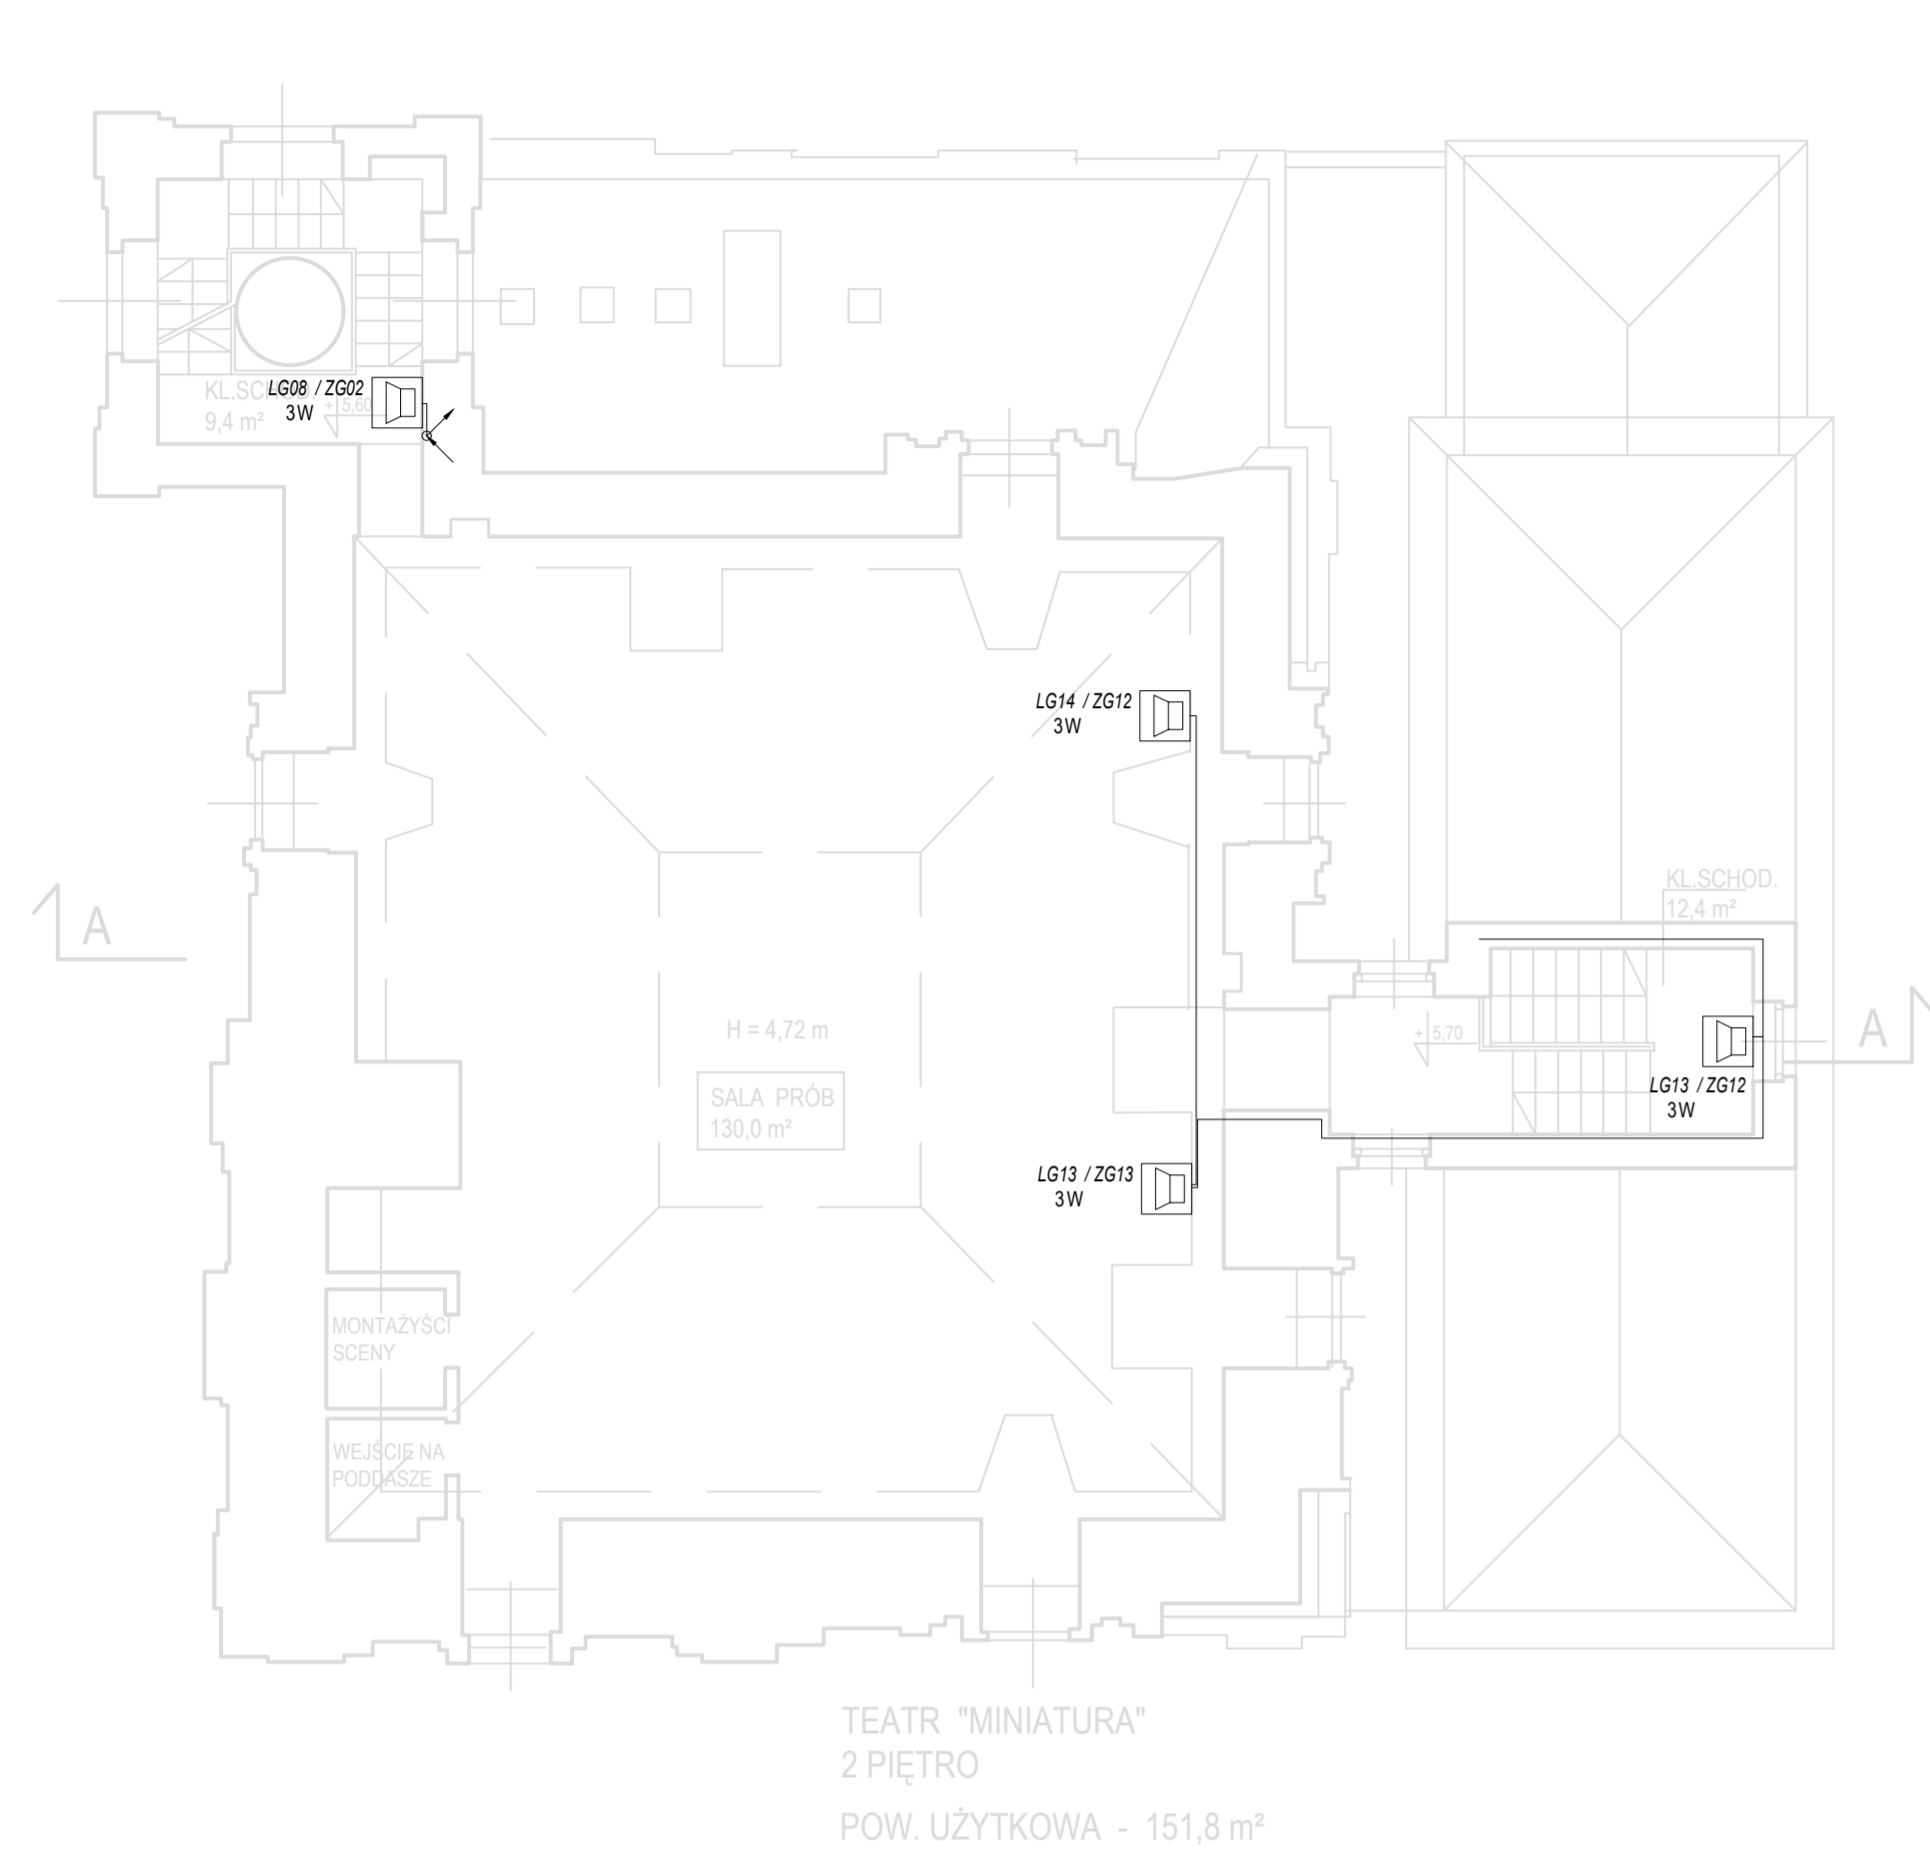 KL.SCHOD.
9,4 m²
LG08 / ZG02
3W
+ 5,60
LG14 / ZG12
3W
KL.SCHOD.
12,4 m²
A
A
H = 4,72 m
+ 5,70
SALA PRÓB
130,0 m²
LG13 / ZG12
3W
LG13 / ZG13
3W
MONTAŻYŚCI
SCENY
WEJŚCIE NA
PODDASZE
TEATR "MINIATURA"
2 PIĘTRO
POW. UŻYTKOWA - 151,8 m²